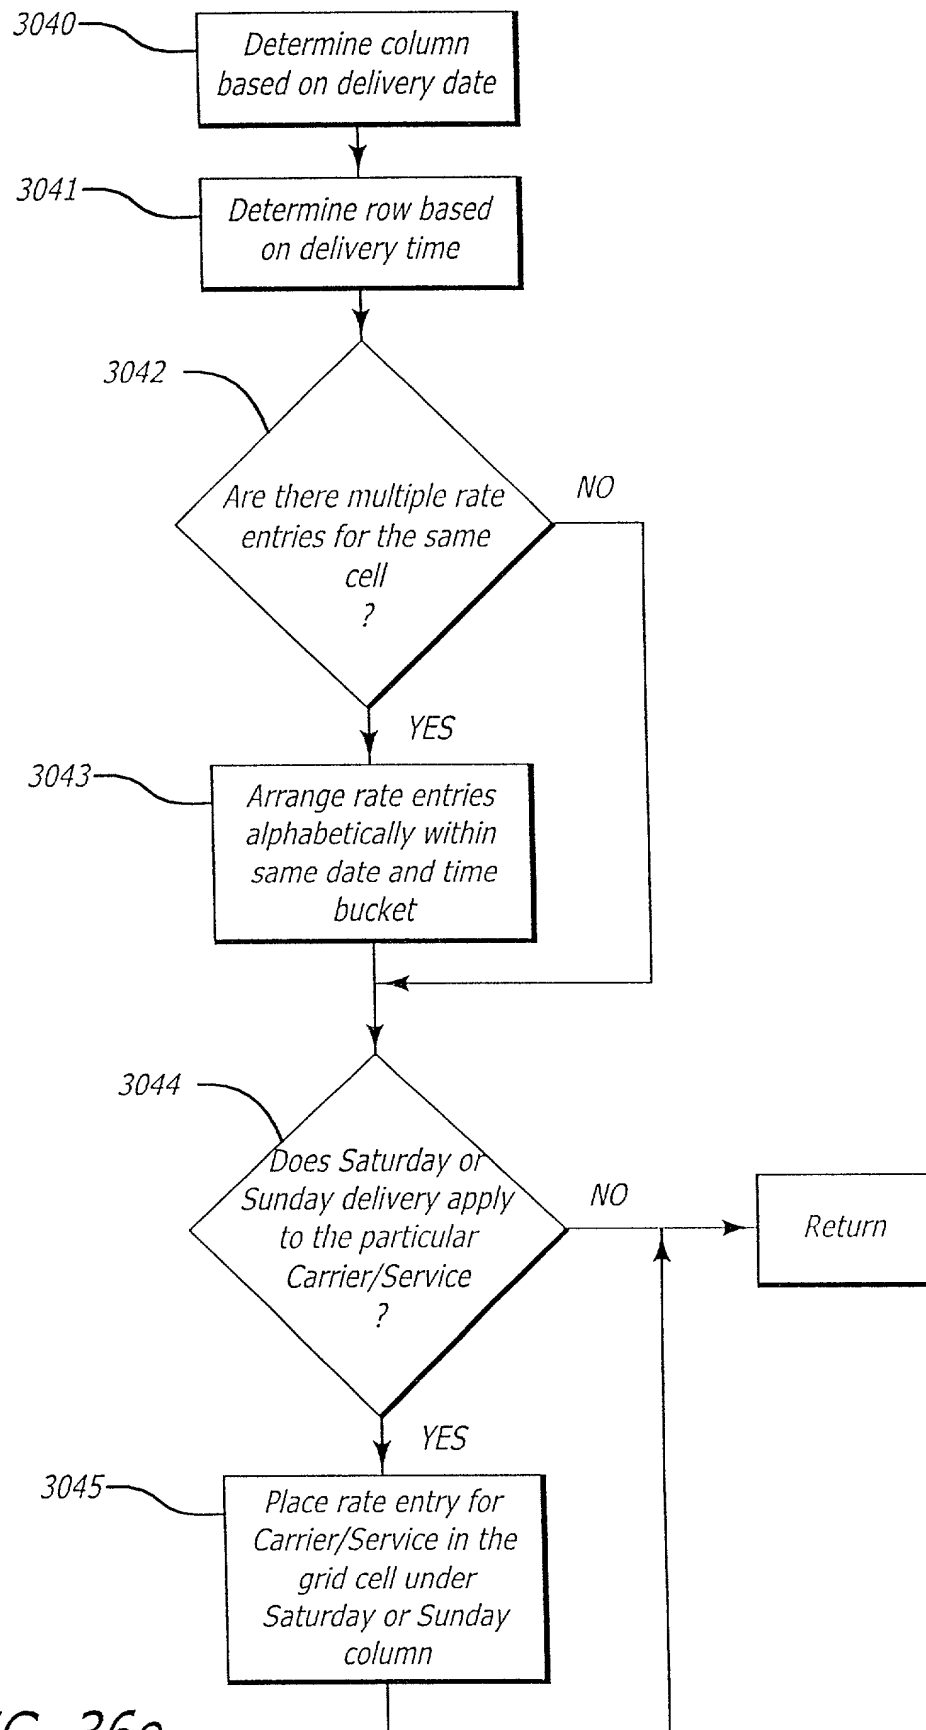 3040
Determine column
based on delivery date
3041
Determine row based
on delivery time
3042
Are there multiple rate
entries for the same
cell
?
NO
YES
3043
Arrange rate entries
alphabetically within
same date and time
bucket
3044
Does Saturday or
Sunday delivery apply
to the particular
Carrier/Service
?
NO
Return
YES
3045
Place rate entry for
Carrier/Service in the
grid cell under
Saturday or Sunday
column